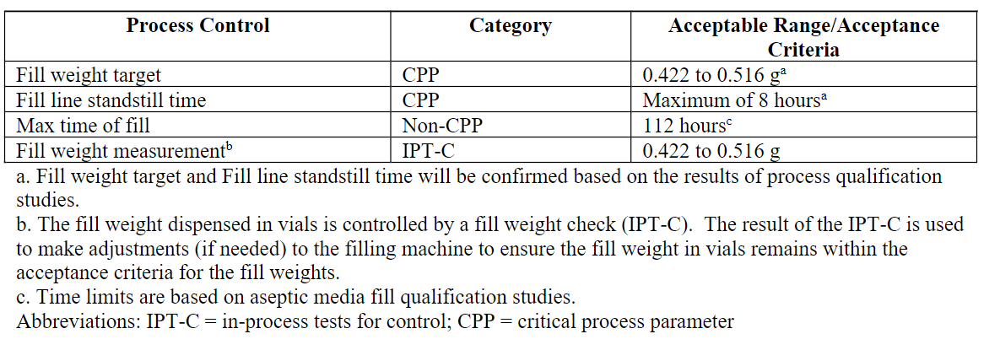 Process Control Category Acceptable Range/Acceptance
Criteria
Fill weight target CPP 0.422 to 0.516 gᵃ
Fill line standstill time CPP Maximum of 8 hoursᵃ
Max time of fill Non-CPP 112 hoursᶜ
Fill weight measurementᵇ IPT-C 0.422 to 0.516 g
a. Fill weight target and Fill line standstill time will be confirmed based on the results of process qualification
studies.
b. The fill weight dispensed in vials is controlled by a fill weight check (IPT-C).  The result of the IPT-C is used
to make adjustments (if needed) to the filling machine to ensure the fill weight in vials remains within the
acceptance criteria for the fill weights.
c. Time limits are based on aseptic media fill qualification studies.
Abbreviations: IPT-C = in-process tests for control; CPP = critical process parameter